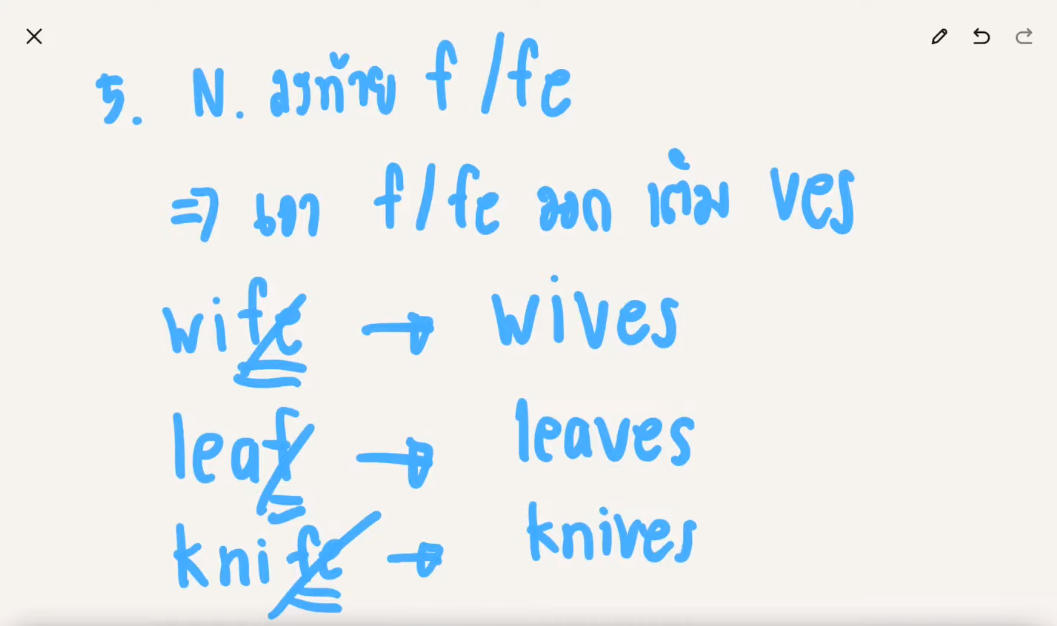 5. N. ลงท้าย f/fe
⇒ เอา f/fe ออก เติม ves
wife → wives
leaf → leaves
knife → knives